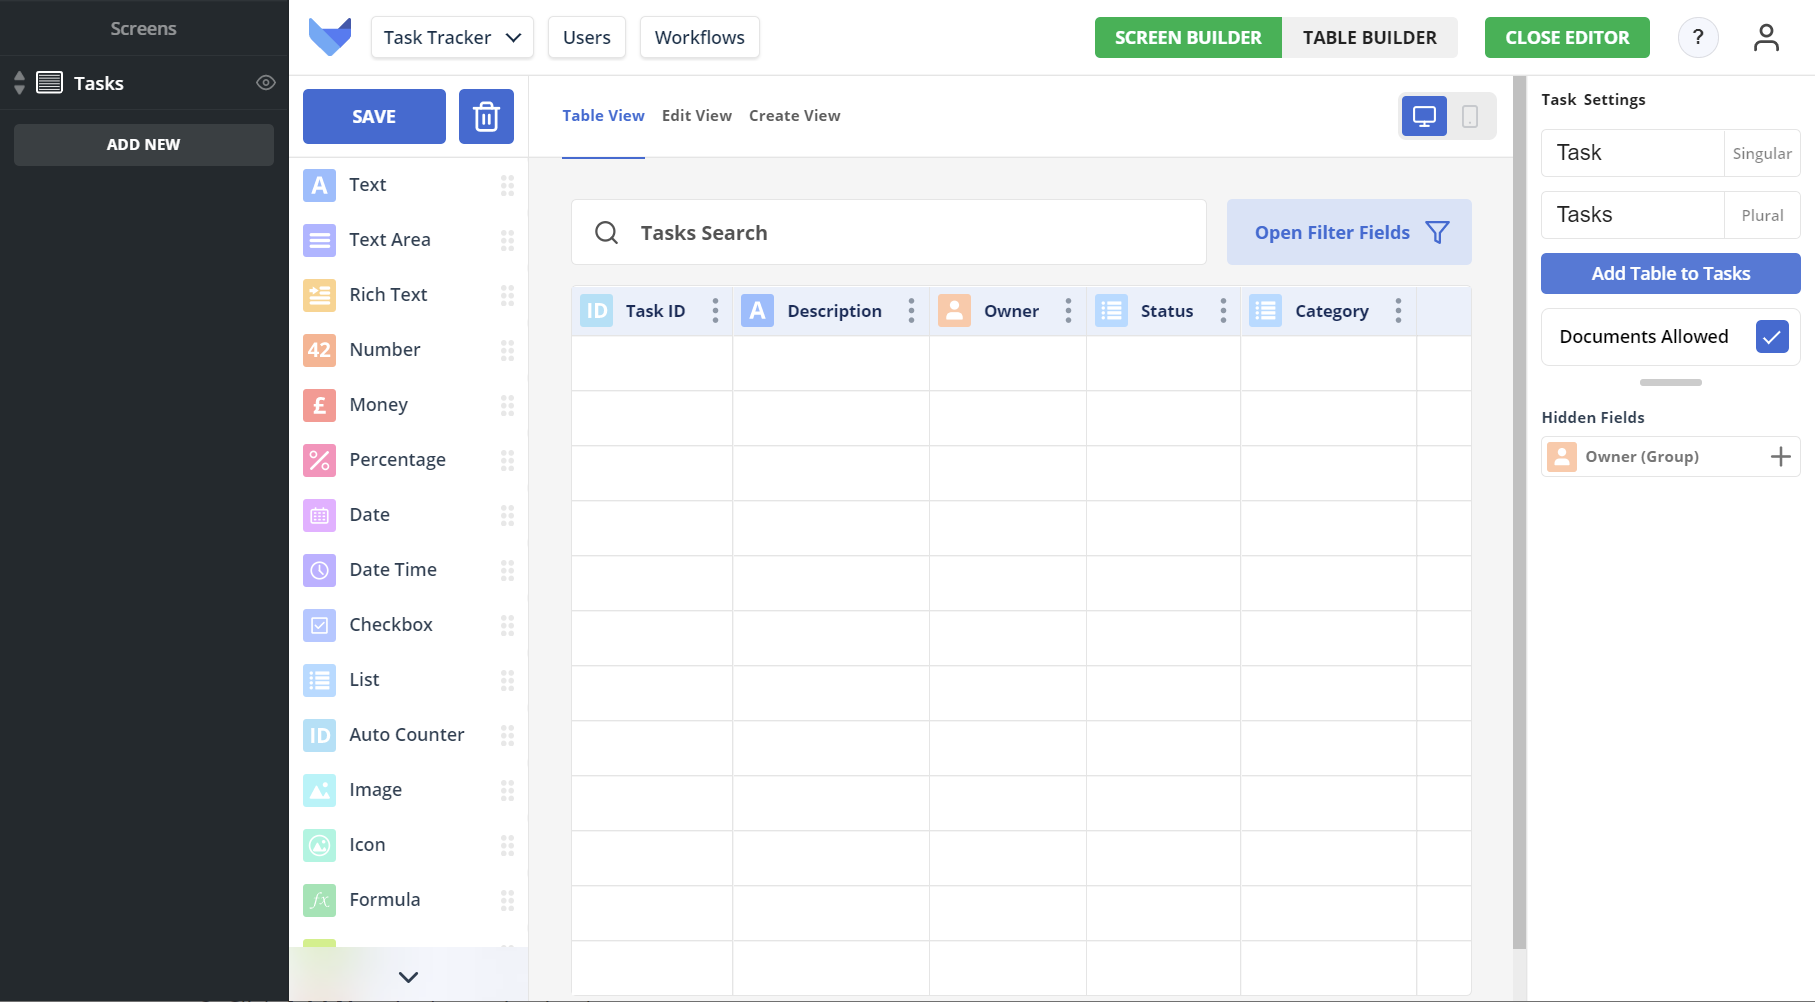 Screens
Tasks
ADD NEW
Task Tracker
Users
Workflows
SCREEN BUILDER
TABLE BUILDER
CLOSE EDITOR
?
SAVE
Table View
Edit View
Create View
A Text
Text Area
Rich Text
42 Number
£ Money
Percentage
Date
Date Time
Checkbox
List
ID Auto Counter
Image
Icon
fx Formula
Tasks Search
Open Filter Fields
ID Task ID
A Description
Owner
Status
Category
Task Settings
Task Singular
Tasks Plural
Add Table to Tasks
Documents Allowed
Hidden Fields
Owner (Group)